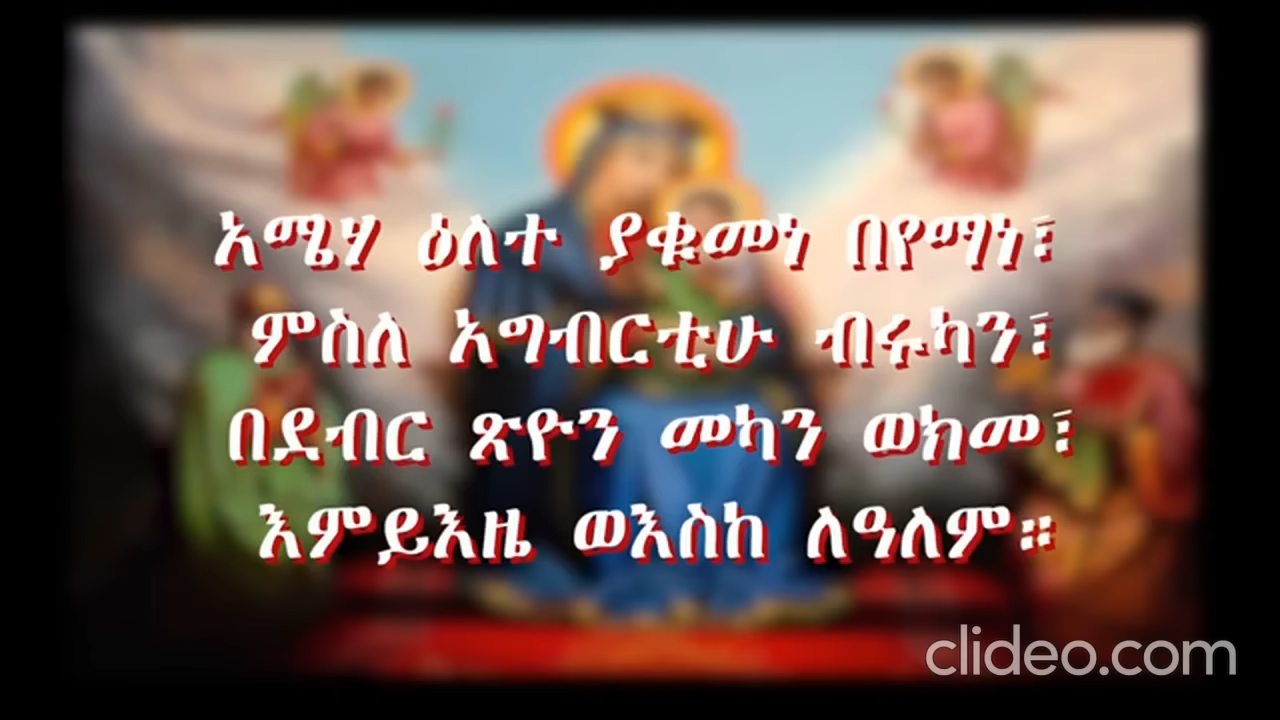 አሜሃ ዕለተ ያቁመነ በየማነ፤
ምስለ አግብርቲሁ ብሩካን፤
በደብር ጽዮን መካን ወክመ፤
እምይእዜ ወእስከ ለዓለም።
clideo.com